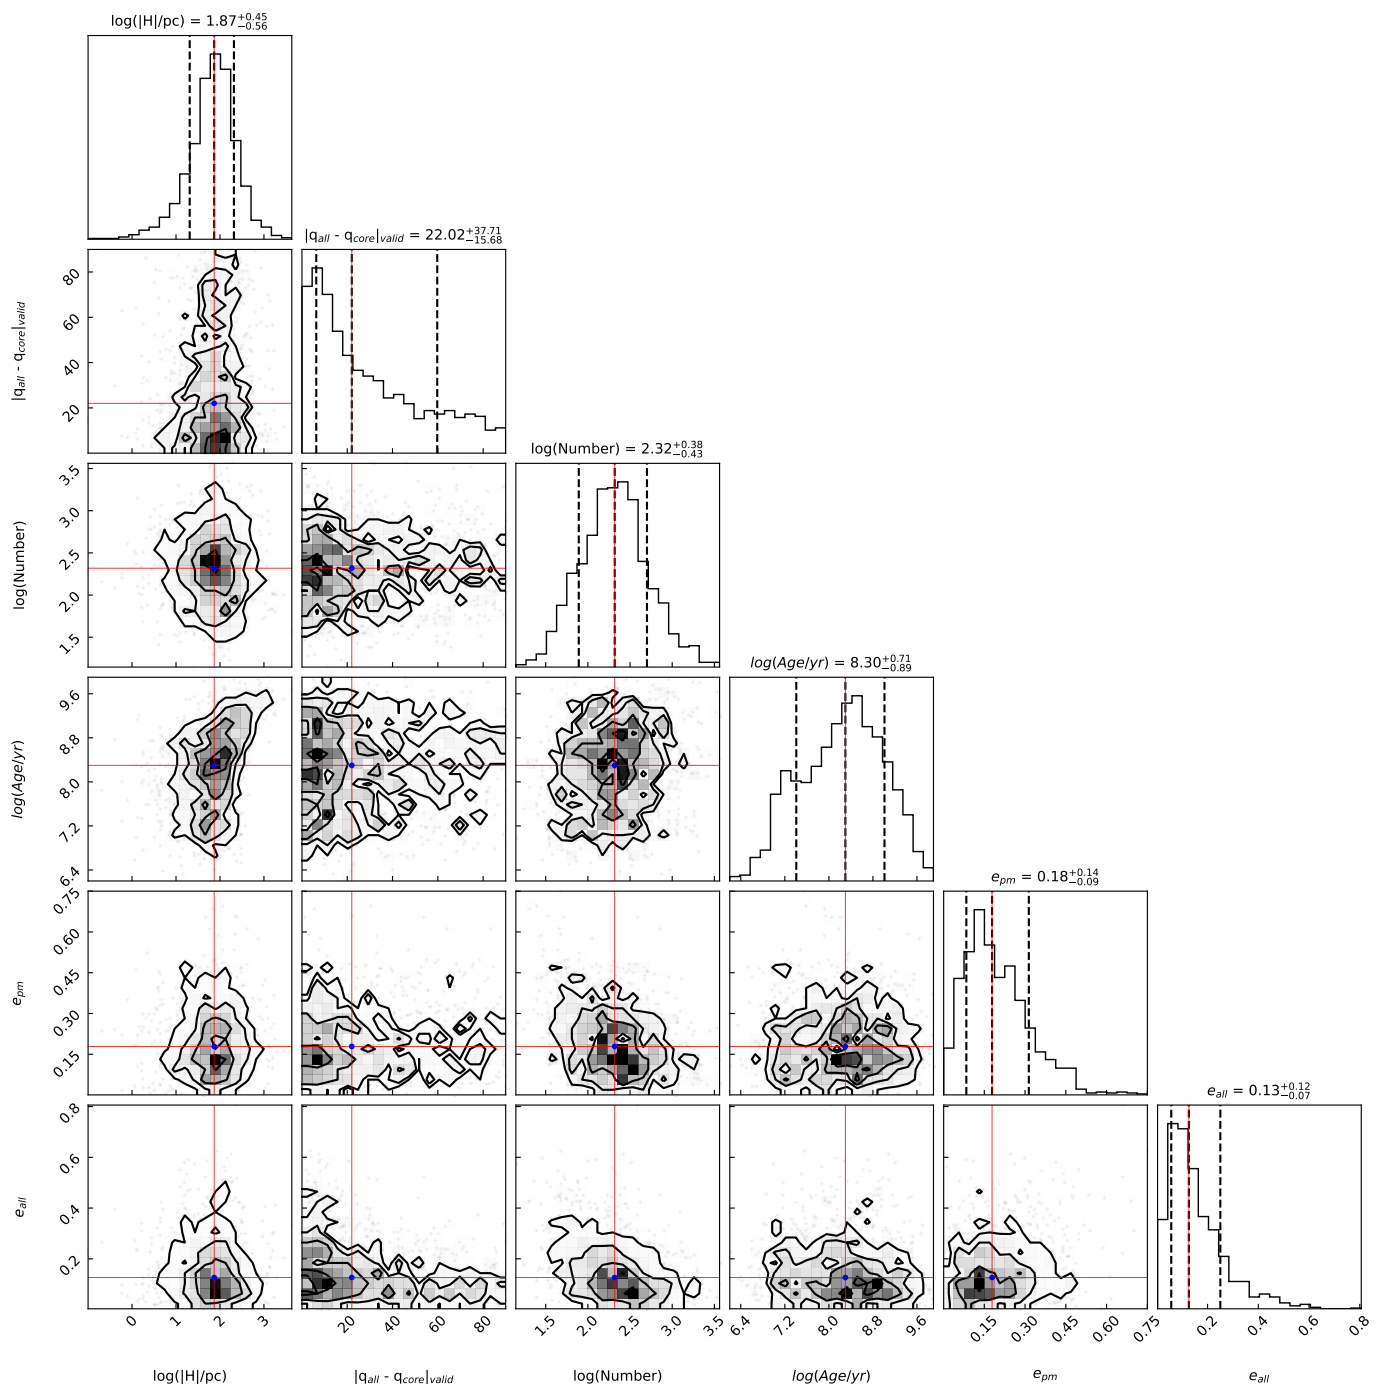 log(|H|/pc) = 1.87+0.45 −0.56
|qall - qcore|valid = 22.02+37.71 −15.68
80
60
40
20
|qall - qcore|valid
log(Number) = 2.32+0.38 −0.43
3.5
3.0
2.5
2.0
1.5
log(Number)
log(Age/yr) = 8.30+0.71 −0.89
9.6
8.8
8.0
7.2
6.4
log(Age/yr)
epm = 0.18+0.14 −0.09
0.75
0.60
0.45
0.30
0.15
epm
eall = 0.13+0.12 −0.07
0.8
0.6
0.4
0.2
eall
0 1 2 3 20 40 60 80 1.5 2.0 2.5 3.0 3.5 6.4 7.2 8.0 8.8 9.6 0.15 0.30 0.45 0.60 0.75 0.2 0.4 0.6 0.8
log(|H|/pc) |qall - qcore|valid log(Number) log(Age/yr) epm eall